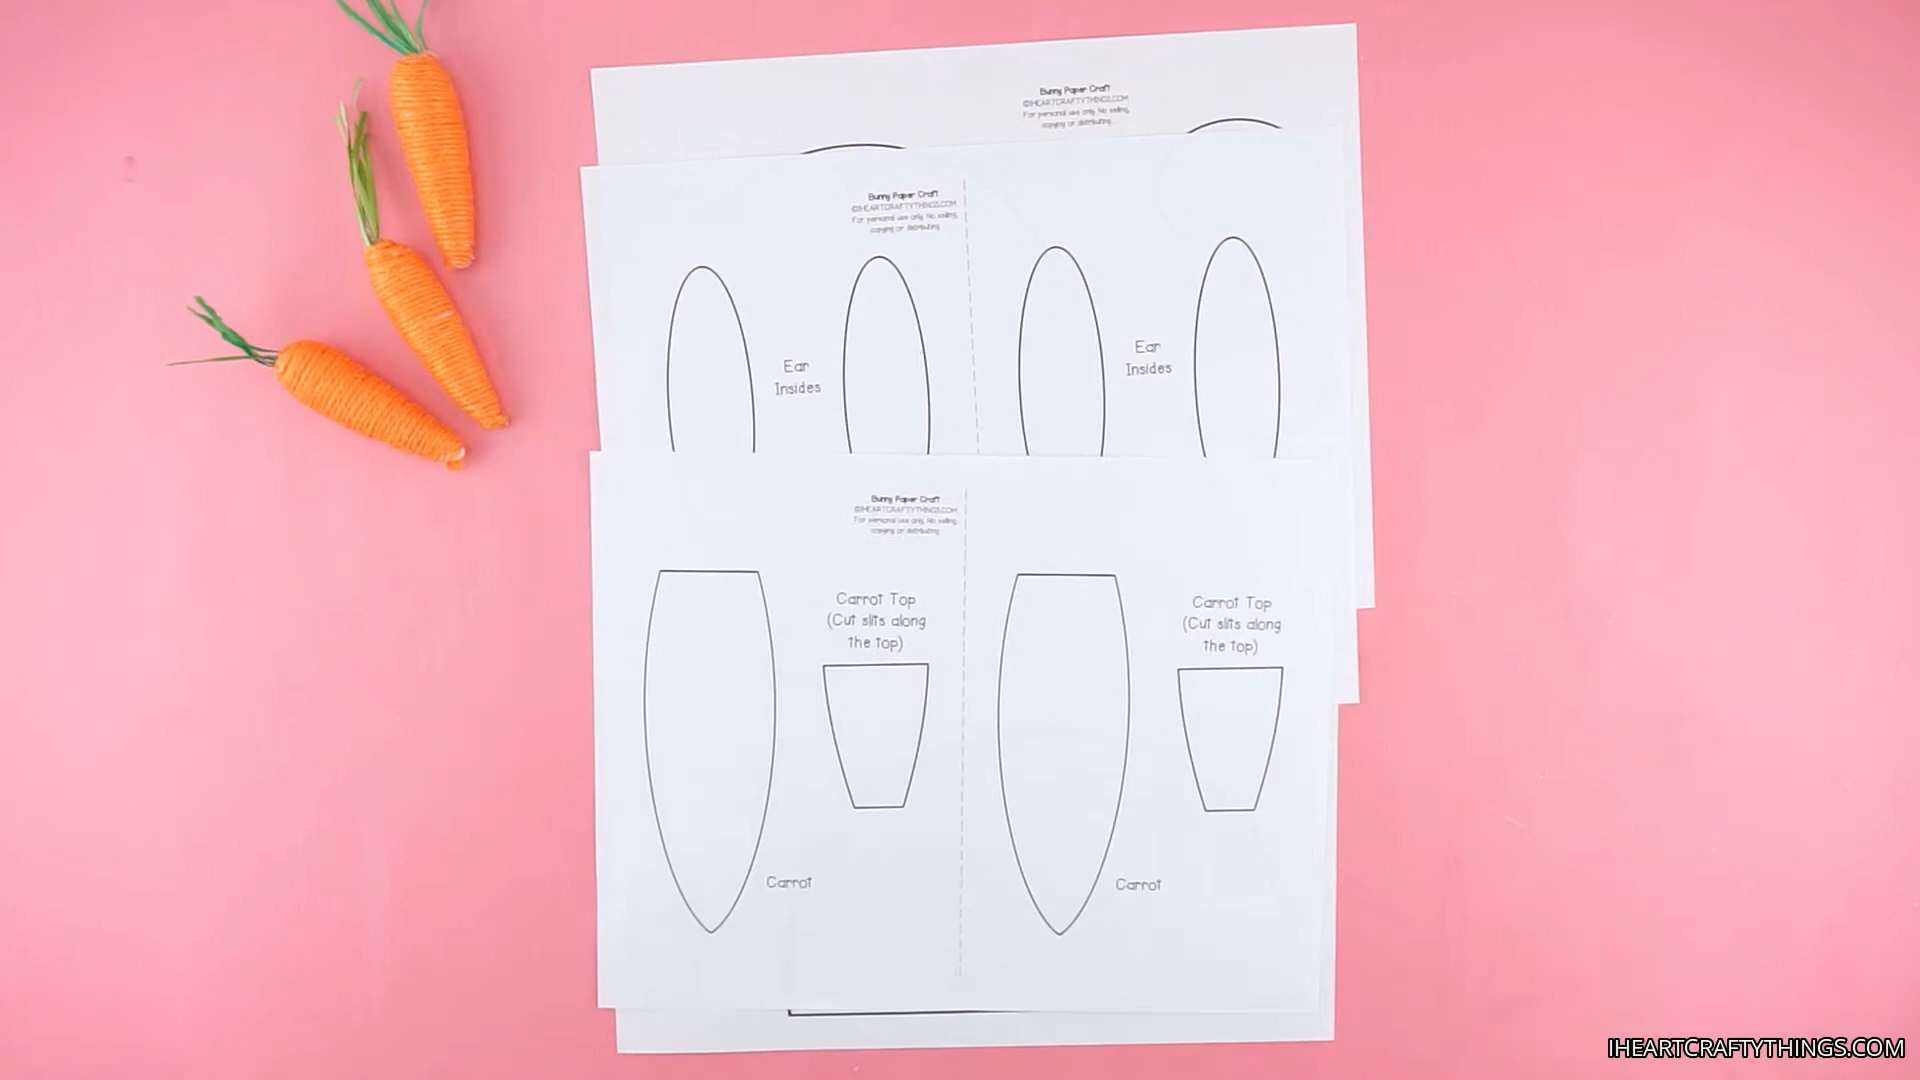 Bunny Paper Craft
©IHEARTCRAFTYTHINGS.COM
For personal use only. No selling,
copying or distributing.
Bunny Paper Craft
©IHEARTCRAFTYTHINGS.COM
For personal use only. No selling,
copying or distributing.
Ear
Insides
Ear
Insides
Bunny Paper Craft
©IHEARTCRAFTYTHINGS.COM
For personal use only. No selling,
copying or distributing.
Carrot Top
(Cut slits along
the top)
Carrot
Carrot Top
(Cut slits along
the top)
Carrot
IHEARTCRAFTYTHINGS.COM